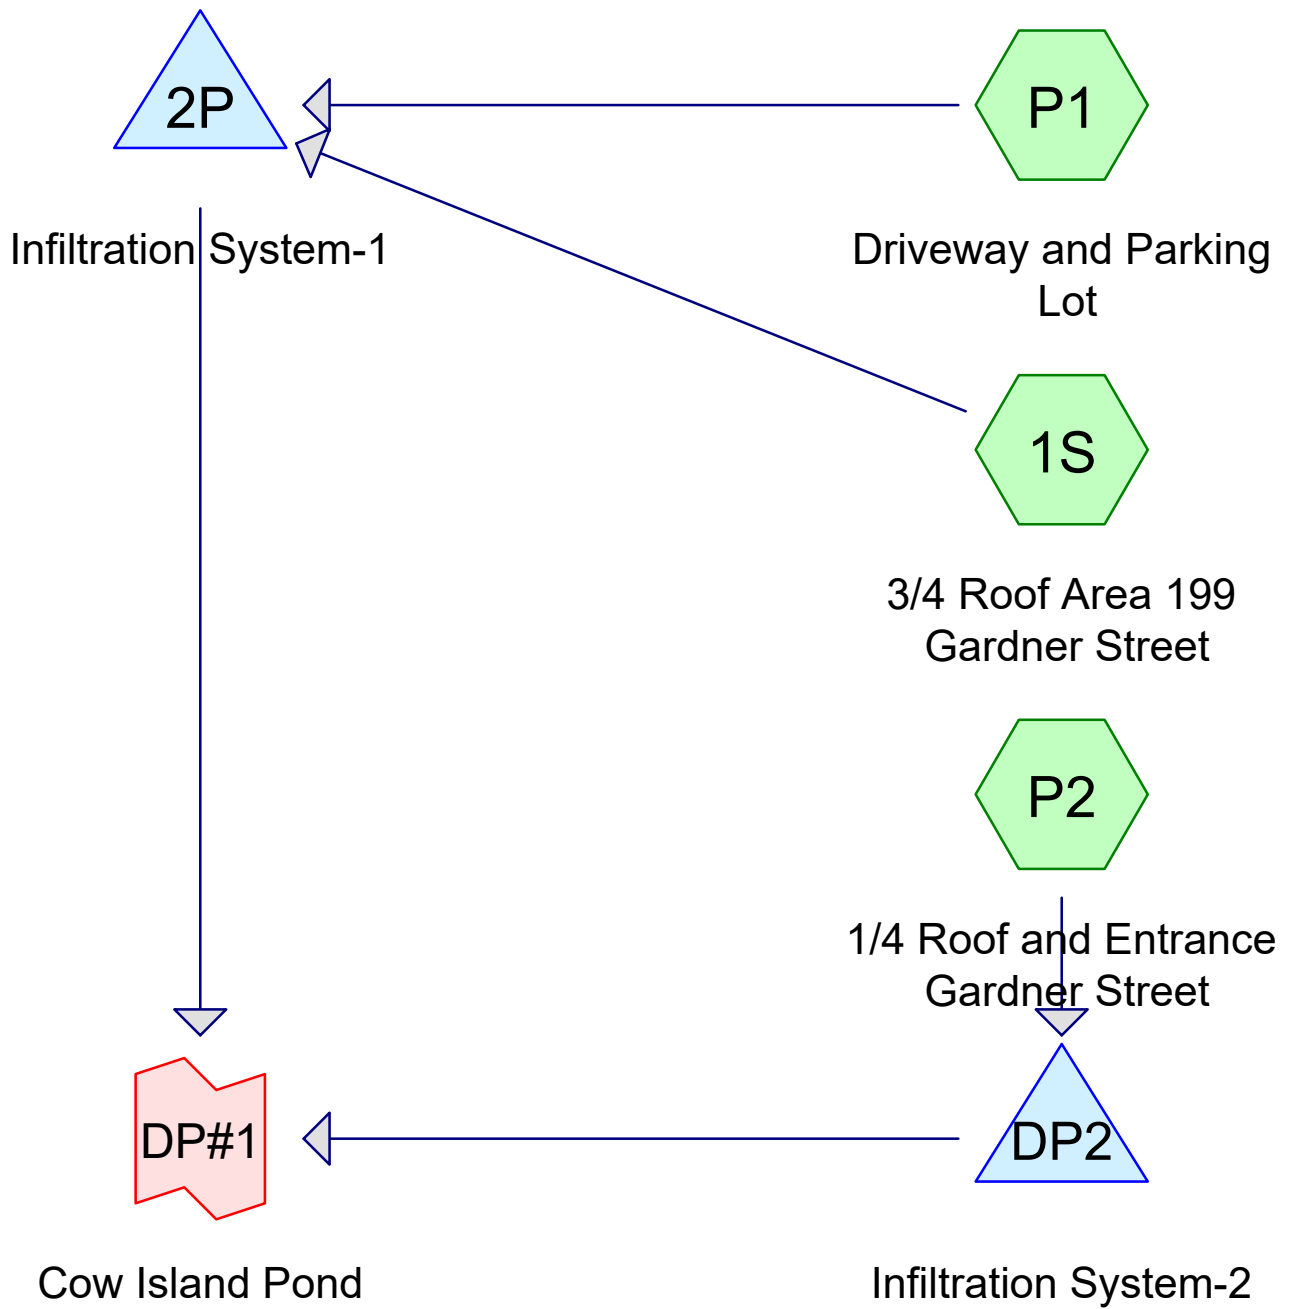 2P
P1
Infiltration System-1
Driveway and Parking
Lot
1S
3/4 Roof Area 199
Gardner Street
P2
1/4 Roof and Entrance
Gardner Street
DP#1
DP2
Cow Island Pond
Infiltration System-2